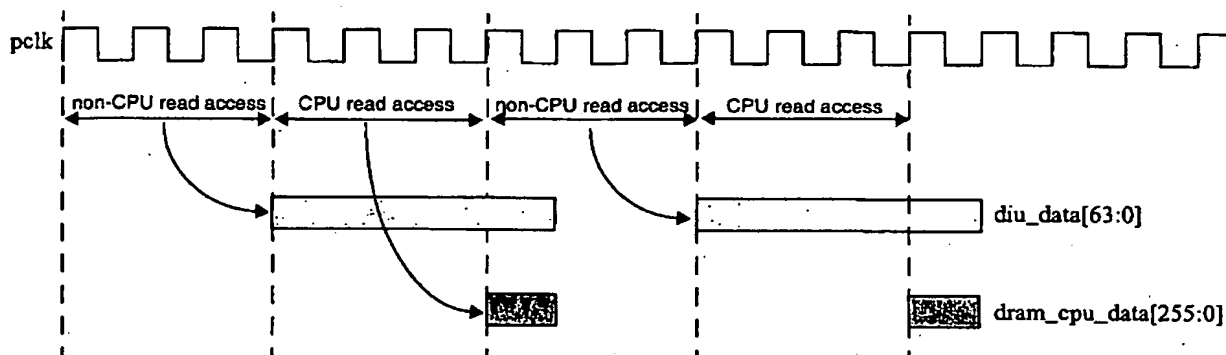 pclk
non-CPU read access CPU read access non-CPU read access CPU read access
diu_data[63:0]
dram_cpu_data[255:0]